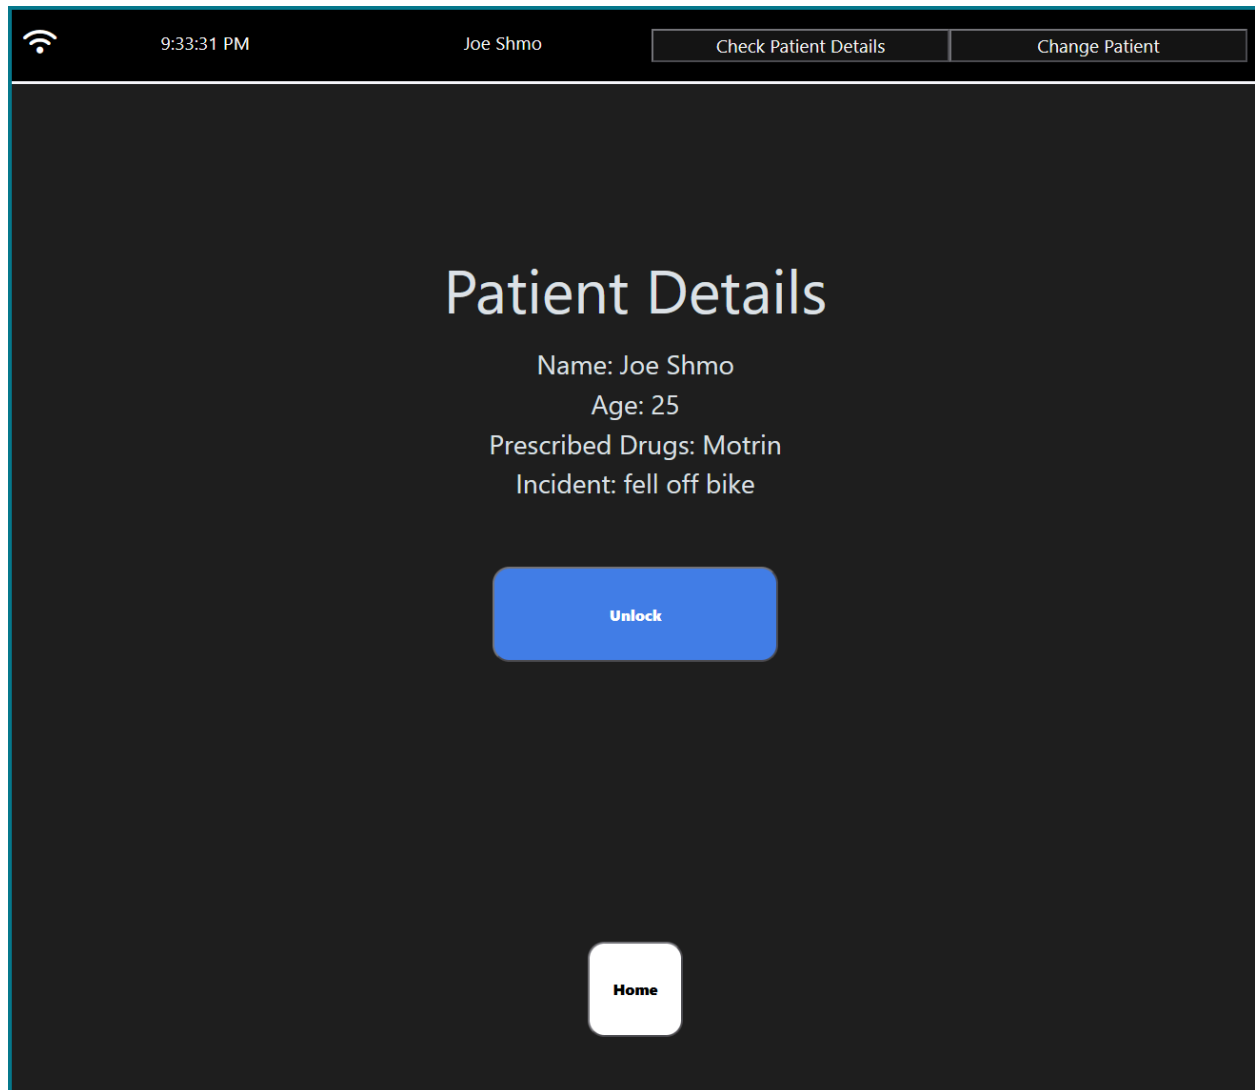 9:33:31 PM Joe Shmo Check Patient Details Change Patient
Patient Details
Name: Joe Shmo
Age: 25
Prescribed Drugs: Motrin
Incident: fell off bike
Unlock
Home